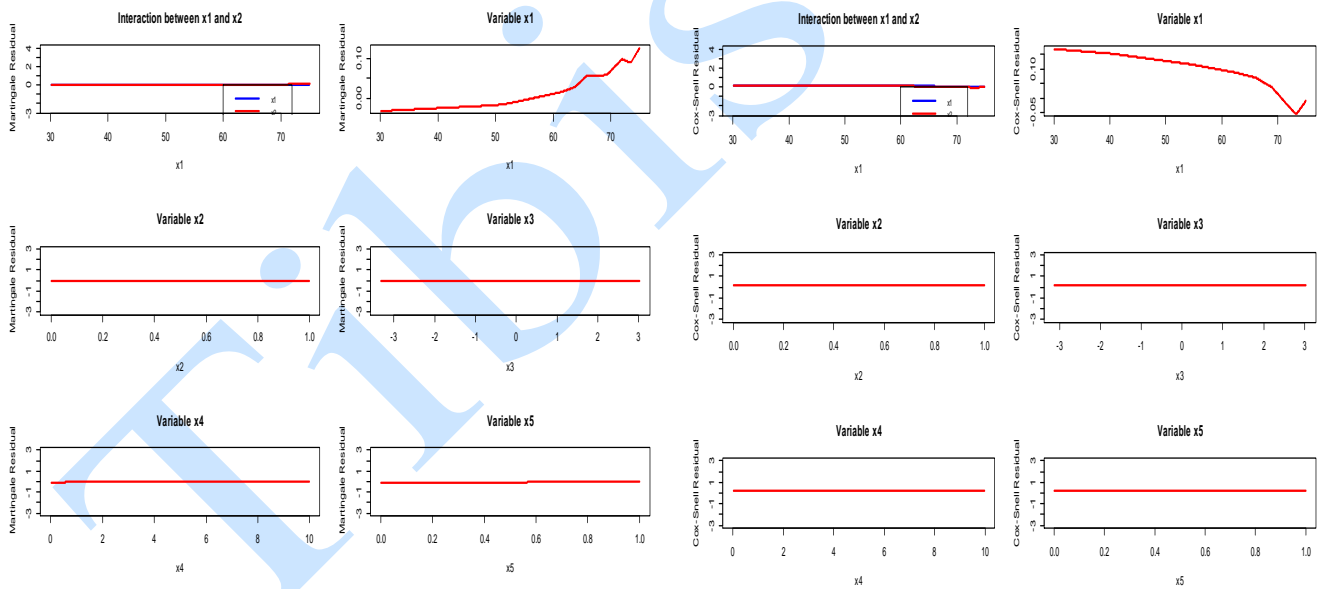 Interaction between x1 and x2
Martingale Residual
-3 -1 0 1 2 4
30 40 50 60 70
x1
x1
Variable x1
Martingale Residual
0.00 0.10
30 40 50 60 70
x1
Interaction between x1 and x2
Cox-Snell Residual
-3 -1 0 1 2 4
30 40 50 60 70
x1
x1
Variable x1
Cox-Snell Residual
-0.05 0.10
30 40 50 60 70
x1
Variable x2
Martingale Residual
-3 -1 1 3
0.0 0.2 0.4 0.6 0.8 1.0
x2
Variable x3
Martingale Residual
-3 -1 1 3
-3 -2 -1 0 1 2 3
x3
Variable x2
Cox-Snell Residual
-3 -1 1 3
0.0 0.2 0.4 0.6 0.8 1.0
x2
Variable x3
Cox-Snell Residual
-3 -1 1 3
-3 -2 -1 0 1 2 3
x3
Variable x4
Martingale Residual
-3 -1 1 3
0 2 4 6 8 10
x4
Variable x5
Martingale Residual
-3 -1 1 3
0.0 0.2 0.4 0.6 0.8 1.0
x5
Variable x4
Cox-Snell Residual
-3 -1 1 3
0 2 4 6 8 10
x4
Variable x5
Cox-Snell Residual
-3 -1 1 3
0.0 0.2 0.4 0.6 0.8 1.0
x5
Tibis